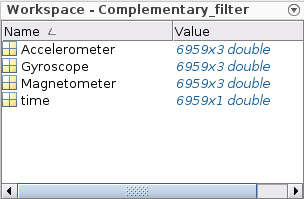 Workspace - Complementary_filter
Name Value
Accelerometer 6959x3 double
Gyroscope 6959x3 double
Magnetometer 6959x3 double
time 6959x1 double